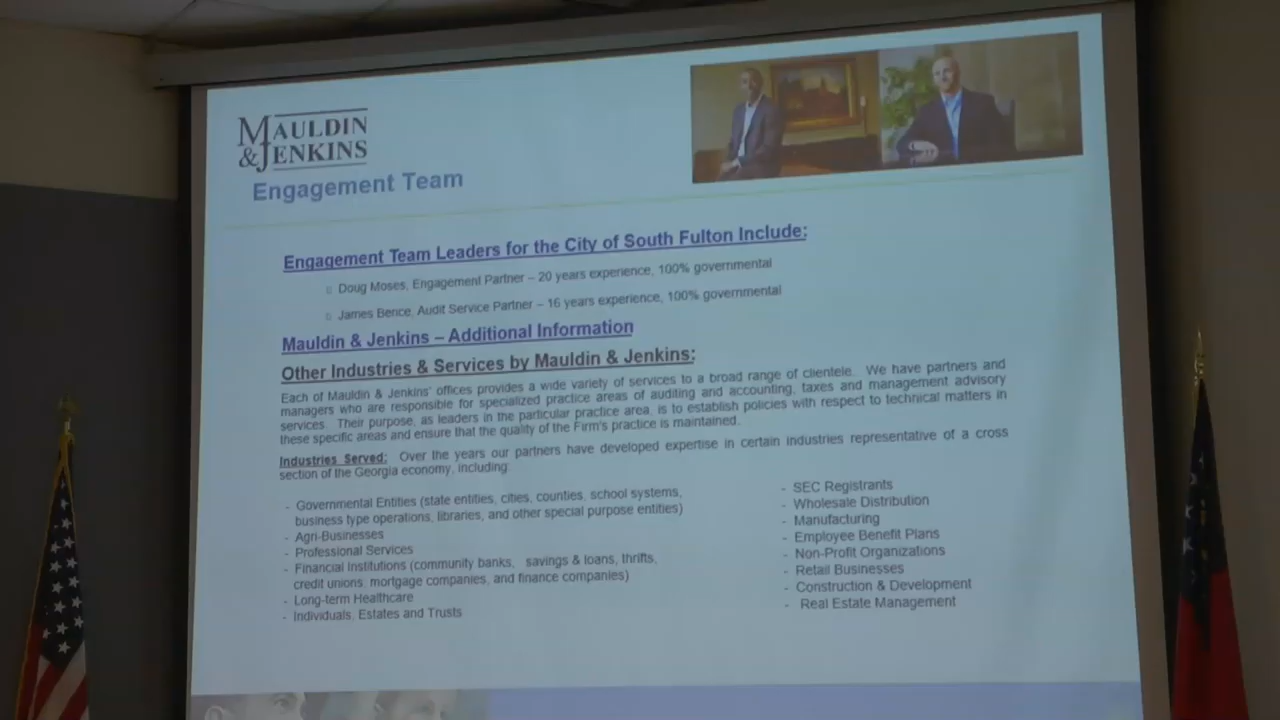 MAULDIN
& JENKINS
Engagement Team
Engagement Team Leaders for the City of South Fulton Include:
Doug Moses, Engagement Partner – 20 years experience, 100% governmental
James Bence, Audit Service Partner – 16 years experience, 100% governmental
Mauldin & Jenkins – Additional Information
Other Industries & Services by Mauldin & Jenkins:
Each of Mauldin & Jenkins' offices provides a wide variety of services to a broad range of clientele. We have partners and
managers who are responsible for specialized practice areas of auditing and accounting, taxes and management advisory
services. Their purpose, as leaders in the particular practice area, is to establish policies with respect to technical matters in
these specific areas and ensure that the quality of the Firm's practice is maintained.
Industries Served: Over the years our partners have developed expertise in certain industries representative of a cross
section of the Georgia economy, including:
- Governmental Entities (state entities, cities, counties, school systems,
business type operations, libraries, and other special purpose entities)
- Agri-Businesses
- Professional Services
- Financial Institutions (community banks, savings & loans, thrifts,
credit unions, mortgage companies, and finance companies)
- Long-term Healthcare
- Individuals, Estates and Trusts
- SEC Registrants
- Wholesale Distribution
- Manufacturing
- Employee Benefit Plans
- Non-Profit Organizations
- Retail Businesses
- Construction & Development
- Real Estate Management